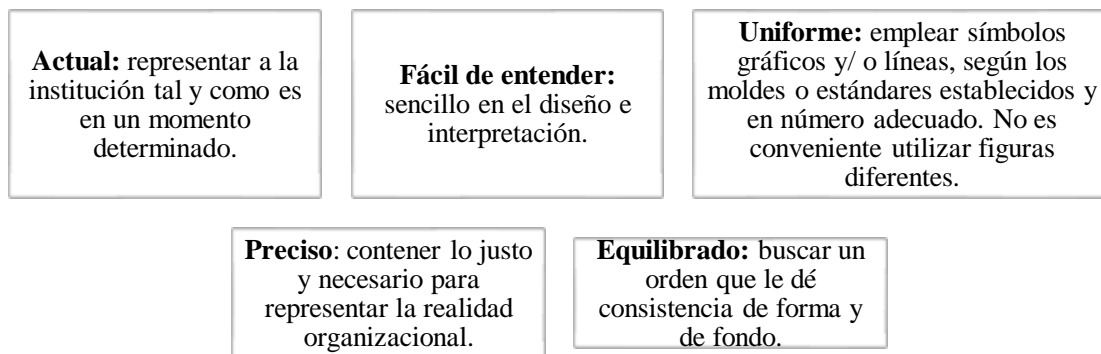 Actual: representar a la
institución tal y como es
en un momento
determinado.
Fácil de entender:
sencillo en el diseño e
interpretación.
Uniforme: emplear símbolos
gráficos y/ o líneas, según los
moldes o estándares establecidos y
en número adecuado. No es
conveniente utilizar figuras
diferentes.
Preciso: contener lo justo
y necesario para
representar la realidad
organizacional.
Equilibrado: buscar un
orden que le dé
consistencia de forma y
de fondo.